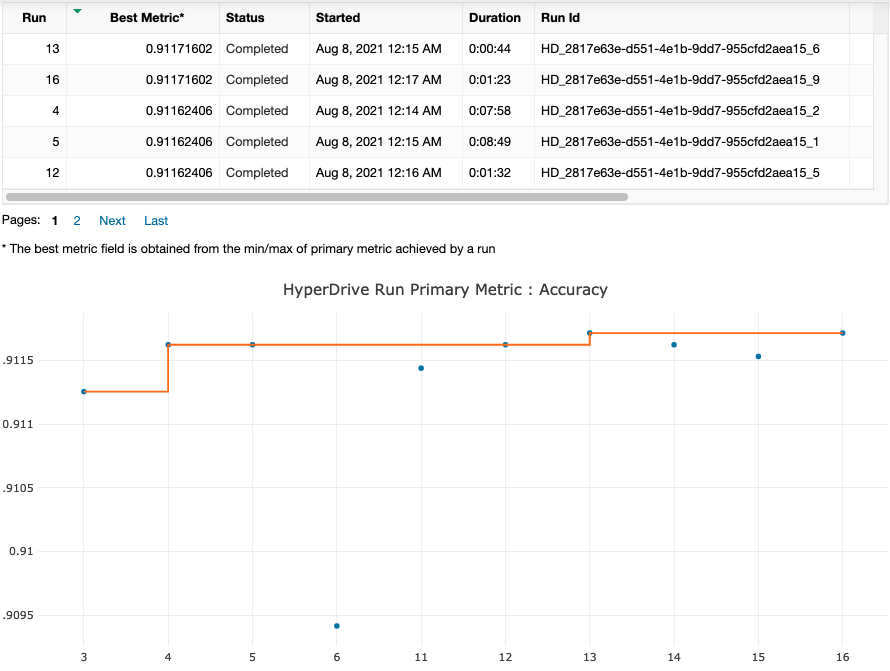 Run Best Metric* Status Started Duration Run Id
13 0.91171602 Completed Aug 8, 2021 12:15 AM 0:00:44 HD_2817e63e-d551-4e1b-9dd7-955cfd2aea15_6
16 0.91171602 Completed Aug 8, 2021 12:17 AM 0:01:23 HD_2817e63e-d551-4e1b-9dd7-955cfd2aea15_9
4 0.91162406 Completed Aug 8, 2021 12:14 AM 0:07:58 HD_2817e63e-d551-4e1b-9dd7-955cfd2aea15_2
5 0.91162406 Completed Aug 8, 2021 12:15 AM 0:08:49 HD_2817e63e-d551-4e1b-9dd7-955cfd2aea15_1
12 0.91162406 Completed Aug 8, 2021 12:16 AM 0:01:32 HD_2817e63e-d551-4e1b-9dd7-955cfd2aea15_5
Pages: 1 2 Next Last
* The best metric field is obtained from the min/max of primary metric achieved by a run
HyperDrive Run Primary Metric : Accuracy
.9115
0.911
.9105
0.91
.9095
3 4 5 6 11 12 13 14 15 16